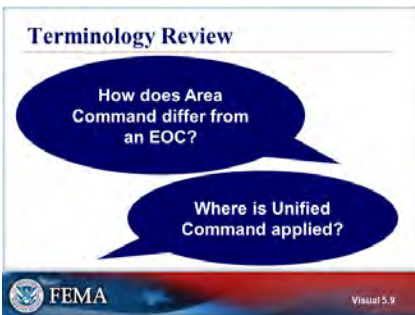 Terminology Review
How does Area
Command differ from
an EOC?
Where is Unified
Command applied?
FEMA
Visual 5.9